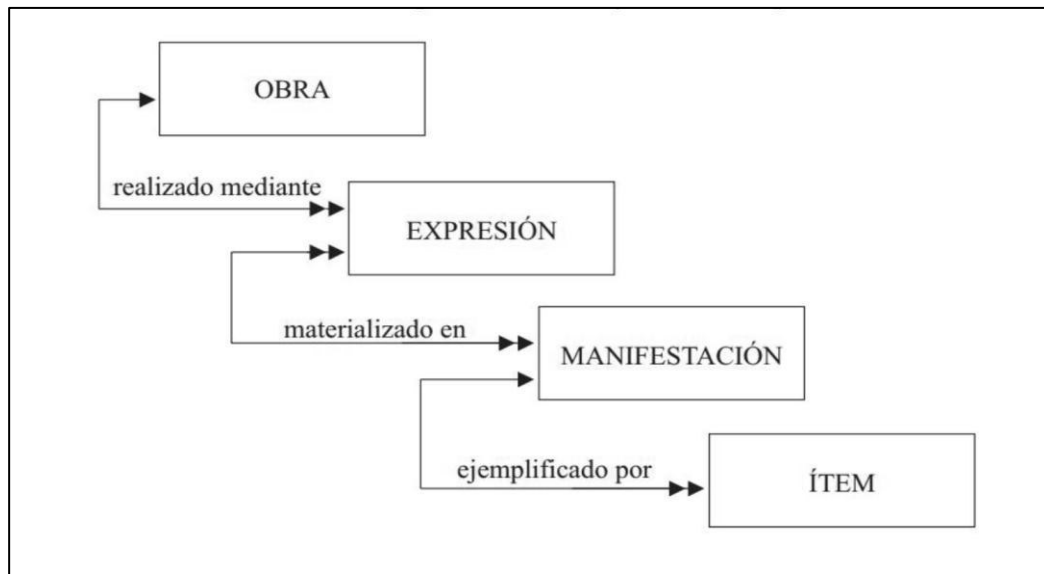 OBRA
realizado mediante
EXPRESIÓN
materializado en
MANIFESTACIÓN
ejemplificado por
ÍTEM